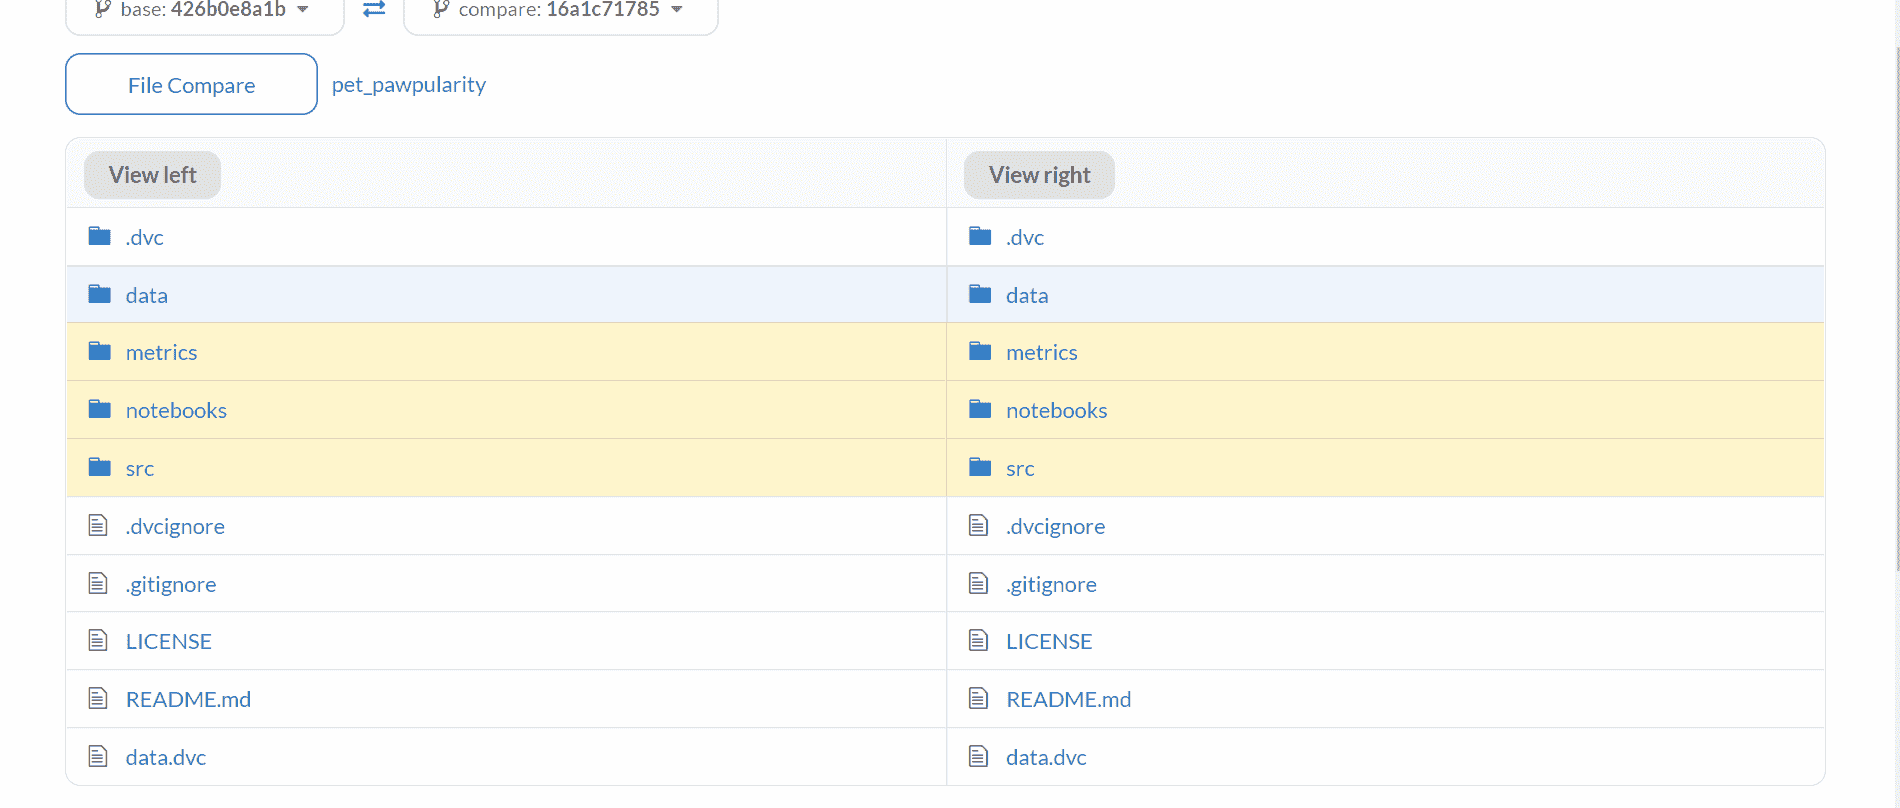 base: 426b0e8a1b compare: 16a1c71785
File Compare pet_pawpularity
View left View right
.dvc .dvc
data data
metrics metrics
notebooks notebooks
src src
.dvcignore .dvcignore
.gitignore .gitignore
LICENSE LICENSE
README.md README.md
data.dvc data.dvc